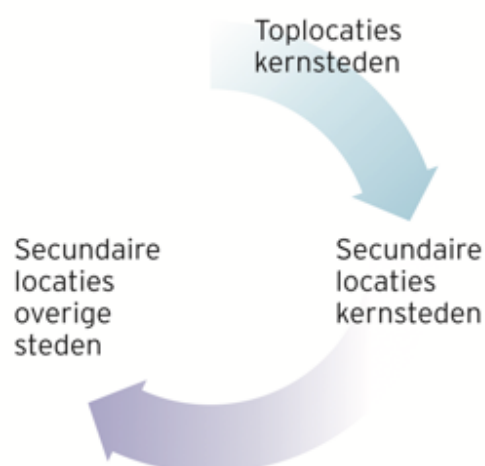 Toplocaties
kernsteden
Secundaire
locaties
kernsteden
Secundaire
locaties
overige
steden